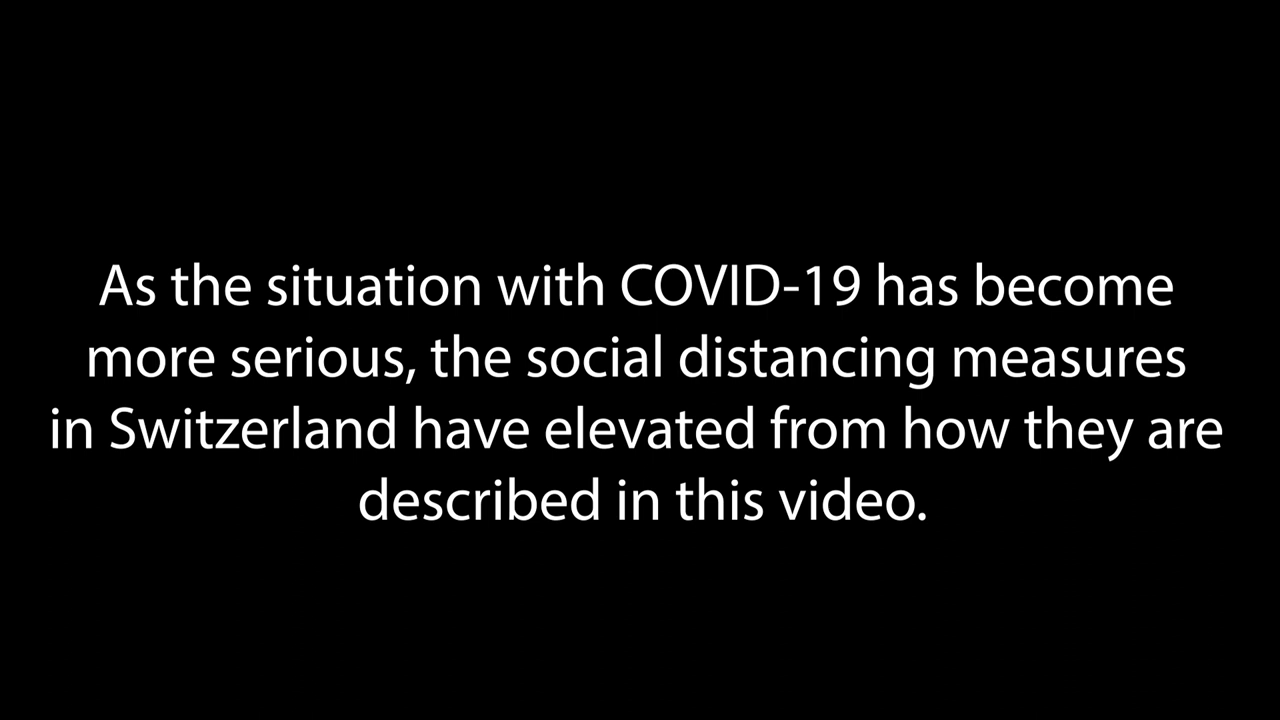 As the situation with COVID-19 has become
more serious, the social distancing measures
in Switzerland have elevated from how they are
described in this video.